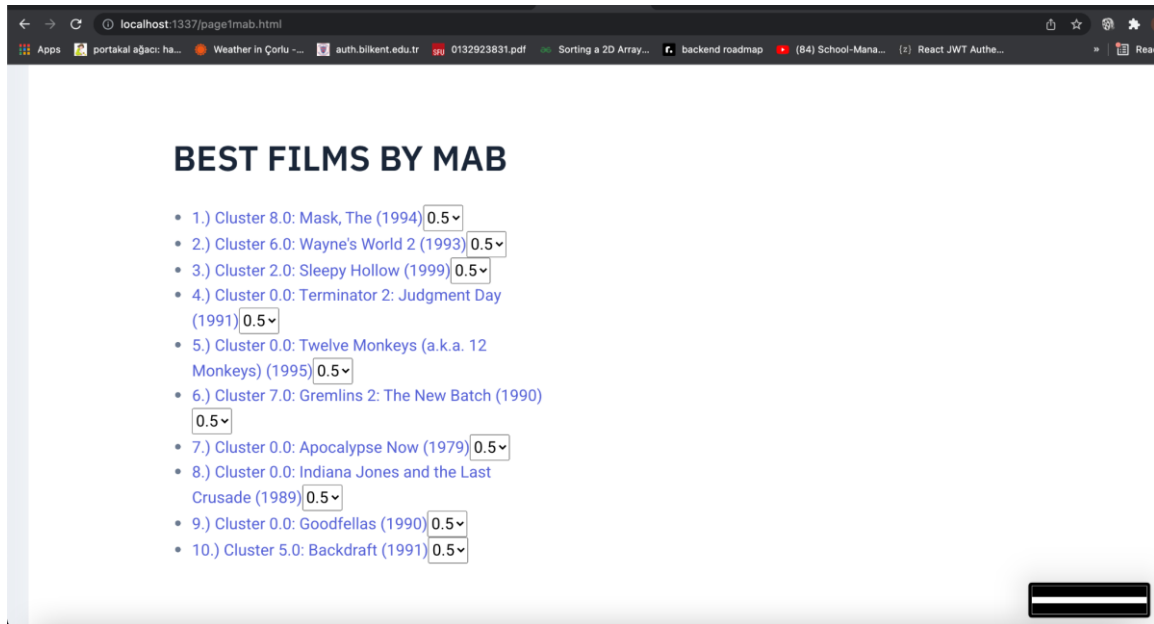 localhost:1337/page1mab.html
Apps portakal ağacı: ha... Weather in Çorlu -... auth.bilkent.edu.tr SFU 0132923831.pdf Sorting a 2D Array... backend roadmap (84) School-Mana... {z} React JWT Authe... » Rea
BEST FILMS BY MAB
• 1.) Cluster 8.0: Mask, The (1994) 0.5
• 2.) Cluster 6.0: Wayne's World 2 (1993) 0.5
• 3.) Cluster 2.0: Sleepy Hollow (1999) 0.5
• 4.) Cluster 0.0: Terminator 2: Judgment Day
(1991) 0.5
• 5.) Cluster 0.0: Twelve Monkeys (a.k.a. 12
Monkeys) (1995) 0.5
• 6.) Cluster 7.0: Gremlins 2: The New Batch (1990)
0.5
• 7.) Cluster 0.0: Apocalypse Now (1979) 0.5
• 8.) Cluster 0.0: Indiana Jones and the Last
Crusade (1989) 0.5
• 9.) Cluster 0.0: Goodfellas (1990) 0.5
• 10.) Cluster 5.0: Backdraft (1991) 0.5